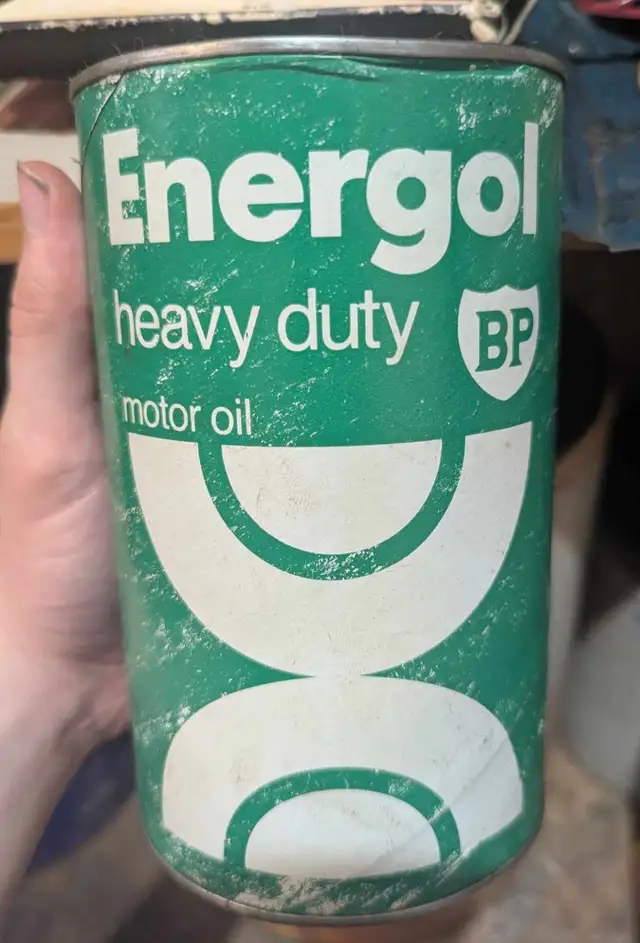 Energol
heavy duty
BP
motor oil